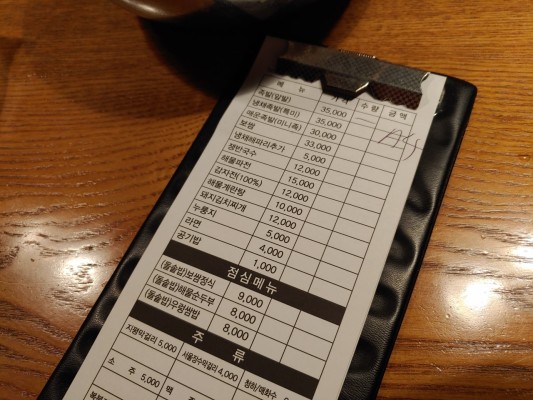 메 뉴 수 량 금 액
족발(앞발) 35,000
냉채족발(특미) 35,000
매운족발(미니족) 30,000
보쌈 33,000
냉채해파리추가 5,000
쟁반국수 12,000
해물파전 15,000
감자전(100%) 12,000
해물계란탕 10,000
돼지김치찌개 12,000
누룽지 5,000
라면 4,000
공기밥 1,000
점심메뉴
(돌솥밥)보쌈정식 9,000
(돌솥밥)해물순두부 8,000
(돌솥밥)우렁쌈밥 8,000
주 류
지평막걸리 5,000 서울장수막걸리 4,000 청하/매화수
소 주 5,000 맥